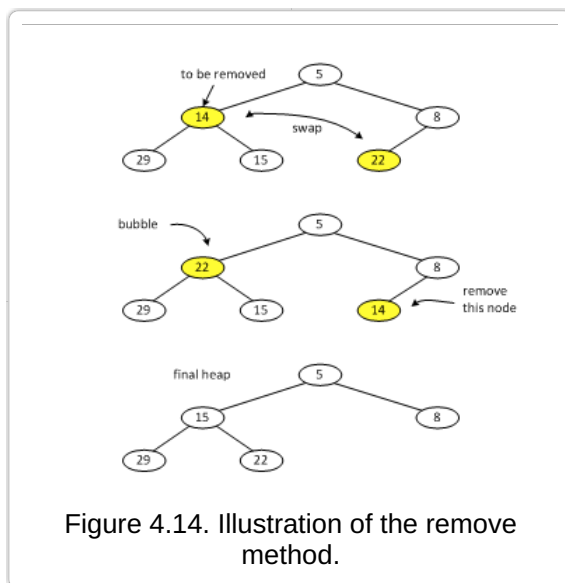 to be removed
5
14
8
swap
29
15
22
bubble
5
22
8
29
15
14
remove
this node
final heap
5
15
8
29
22
Figure 4.14. Illustration of the remove
method.